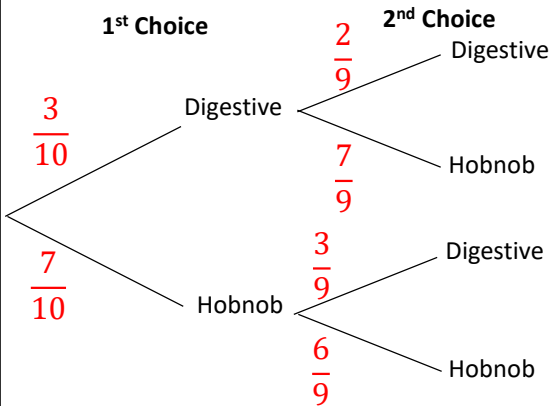 1st Choice
2nd Choice
2/9
Digestive
3/10
Digestive
7/9
Hobnob
7/10
Hobnob
3/9
Digestive
6/9
Hobnob